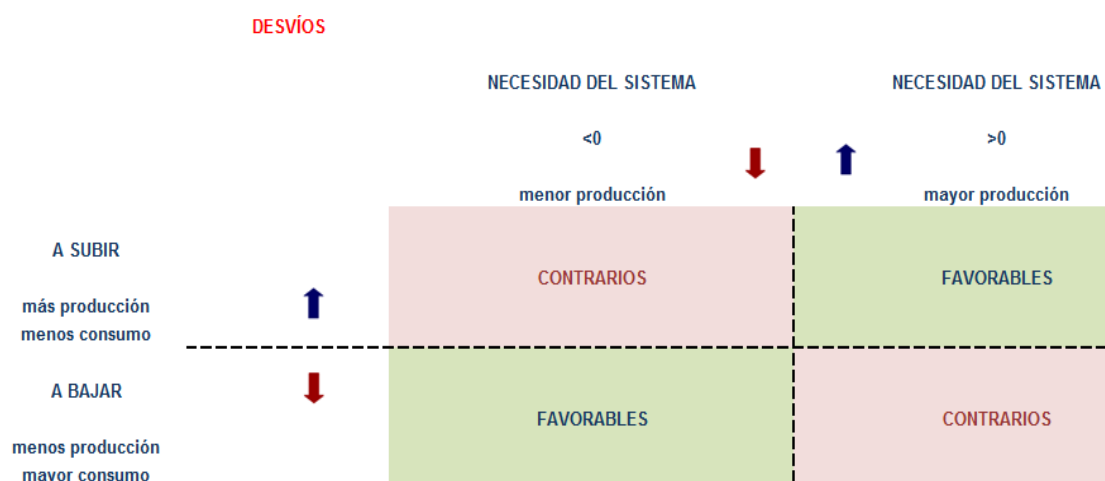 DESVÍOS
NECESIDAD DEL SISTEMA
NECESIDAD DEL SISTEMA
<0
>0
menor producción
mayor producción
A SUBIR
CONTRARIOS
FAVORABLES
más producción
menos consumo
A BAJAR
FAVORABLES
CONTRARIOS
menos producción
mayor consumo